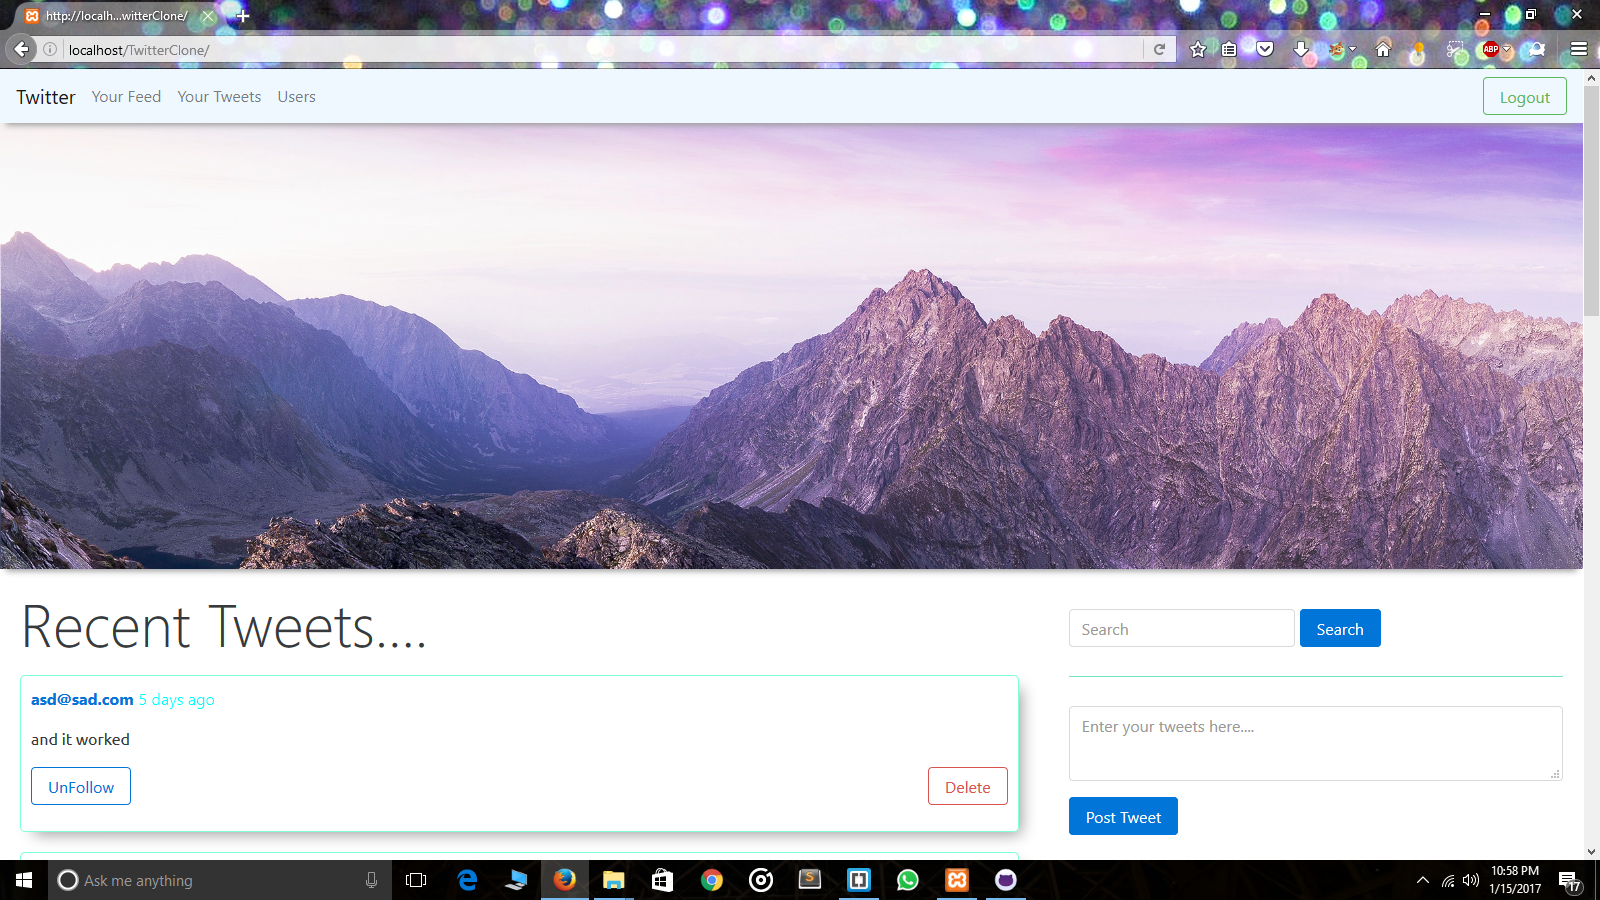 http://localh...witterClone/
localhost/TwitterClone/
ABP
Twitter Your Feed Your Tweets Users Logout
Recent Tweets....
Search Search
asd@sad.com 5 days ago
and it worked
UnFollow Delete
Enter your tweets here....
Post Tweet
Ask me anything
S
10:58 PM
1/15/2017
17